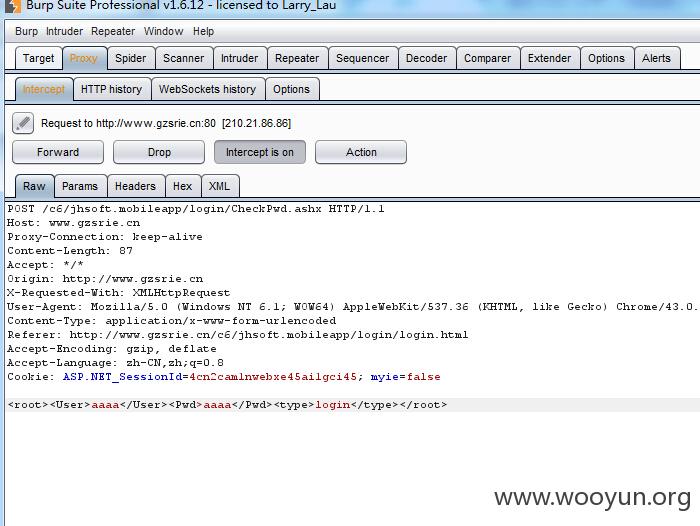 Burp Suite Professional v1.6.12 - licensed to Larry_Lau
Burp Intruder Repeater Window Help
Target Proxy Spider Scanner Intruder Repeater Sequencer Decoder Comparer Extender Options Alerts
Intercept HTTP history WebSockets history Options
Request to http://www.gzsrie.cn:80 [210.21.86.86]
Forward Drop Intercept is on Action
Raw Params Headers Hex XML
POST /c6/jhsoft.mobileapp/login/CheckPwd.ashx HTTP/1.1
Host: www.gzsrie.cn
Proxy-Connection: keep-alive
Content-Length: 87
Accept: */*
Origin: http://www.gzsrie.cn
X-Requested-With: XMLHttpRequest
User-Agent: Mozilla/5.0 (Windows NT 6.1; WOW64) AppleWebKit/537.36 (KHTML, like Gecko) Chrome/43.0.
Content-Type: application/x-www-form-urlencoded
Referer: http://www.gzsrie.cn/c6/jhsoft.mobileapp/login/login.html
Accept-Encoding: gzip, deflate
Accept-Language: zh-CN,zh;q=0.8
Cookie: ASP.NET_SessionId=4cn2camlnwebxe45ailgci45; myie=false
<root><User>aaaa</User><Pwd>aaaa</Pwd><type>login</type></root>
www.wooyun.org